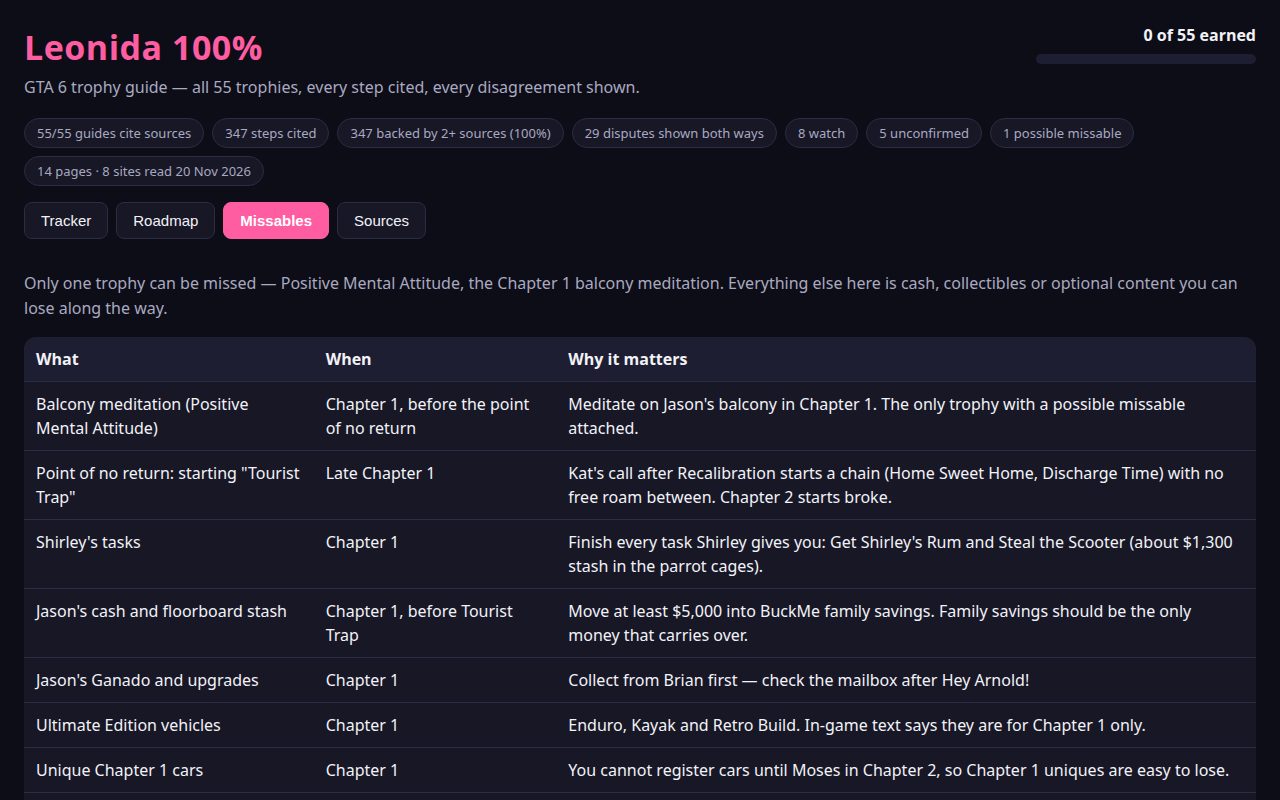 Leonida 100%
0 of 55 earned
GTA 6 trophy guide — all 55 trophies, every step cited, every disagreement shown.
55/55 guides cite sources
347 steps cited
347 backed by 2+ sources (100%)
29 disputes shown both ways
8 watch
5 unconfirmed
1 possible missable
14 pages · 8 sites read 20 Nov 2026
Tracker
Roadmap
Missables
Sources
Only one trophy can be missed — Positive Mental Attitude, the Chapter 1 balcony meditation. Everything else here is cash, collectibles or optional content you can
lose along the way.
What
When
Why it matters
Balcony meditation (Positive
Mental Attitude)
Chapter 1, before the point
of no return
Meditate on Jason's balcony in Chapter 1. The only trophy with a possible missable
attached.
Point of no return: starting "Tourist
Trap"
Late Chapter 1
Kat's call after Recalibration starts a chain (Home Sweet Home, Discharge Time) with no
free roam between. Chapter 2 starts broke.
Shirley's tasks
Chapter 1
Finish every task Shirley gives you: Get Shirley's Rum and Steal the Scooter (about $1,300
stash in the parrot cages).
Jason's cash and floorboard stash
Chapter 1, before Tourist
Trap
Move at least $5,000 into BuckMe family savings. Family savings should be the only
money that carries over.
Jason's Ganado and upgrades
Chapter 1
Collect from Brian first — check the mailbox after Hey Arnold!
Ultimate Edition vehicles
Chapter 1
Enduro, Kayak and Retro Build. In-game text says they are for Chapter 1 only.
Unique Chapter 1 cars
Chapter 1
You cannot register cars until Moses in Chapter 2, so Chapter 1 uniques are easy to lose.